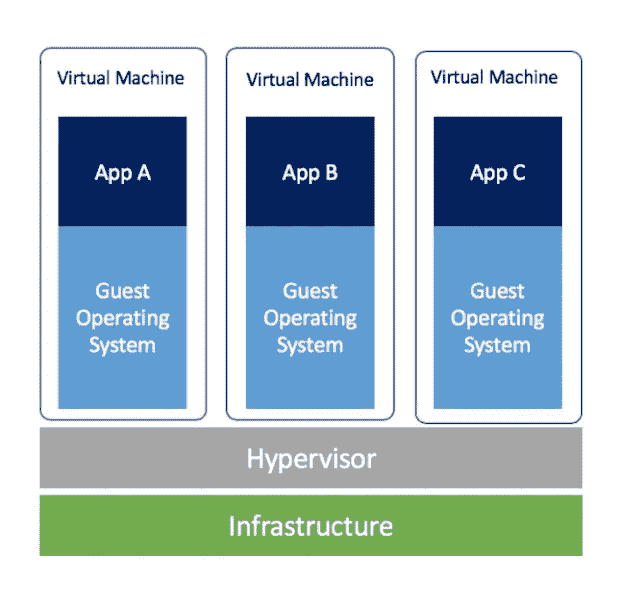 Virtual Machine
Virtual Machine
Virtual Machine
App A
App B
App C
Guest
Operating
System
Guest
Operating
System
Guest
Operating
System
Hypervisor
Infrastructure